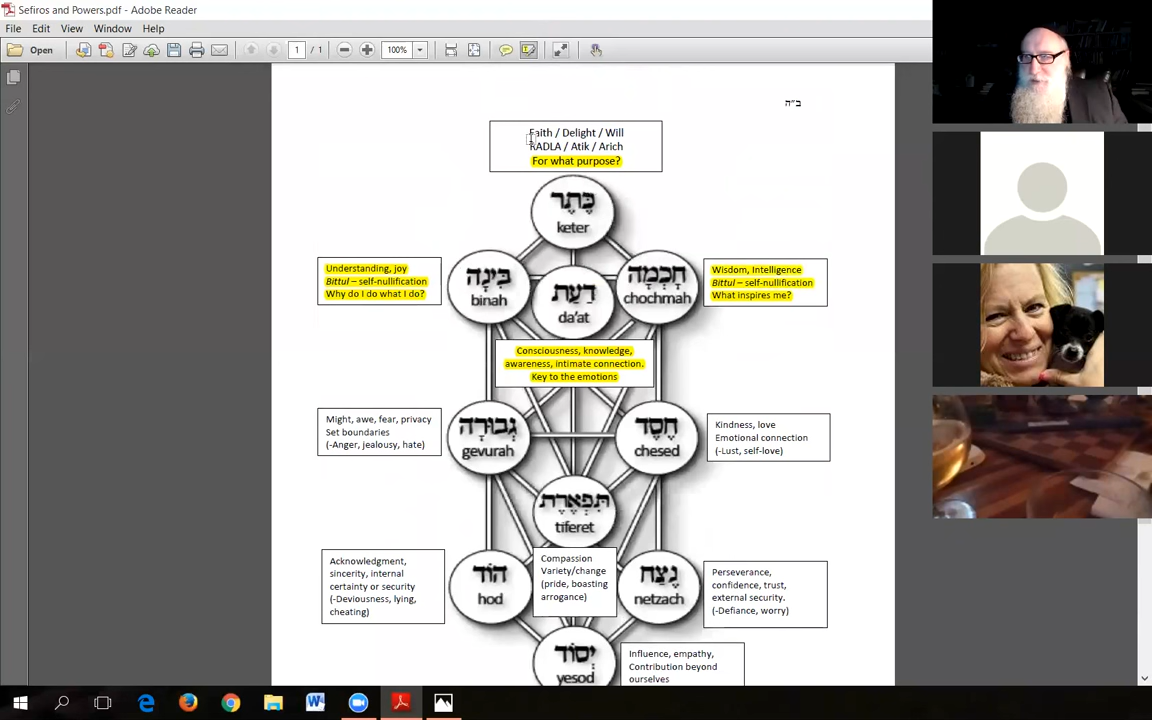 Sefiros and Powers.pdf - Adobe Reader
File Edit View Window Help
Open 1 / 1 100%
ב"ה
Faith / Delight / Will
RADLA / Atik / Arich
For what purpose?
כֶּתֶר
keter
Understanding, joy
Bittul – self-nullification
Why do I do what I do?
בִּינָה
binah
דַעַת
da'at
חָכְמָה
chochmah
Wisdom, Intelligence
Bittul – self-nullification
What inspires me?
Consciousness, knowledge,
awareness, intimate connection.
Key to the emotions
Might, awe, fear, privacy
Set boundaries
(-Anger, jealousy, hate)
גְבוּרָה
gevurah
חֶסֶד
chesed
Kindness, love
Emotional connection
(-Lust, self-love)
תִּפְאֶרֶת
tiferet
Acknowledgment,
sincerity, internal
certainty or security
(-Deviousness, lying,
cheating)
הוֹד
hod
Compassion
Variety/change
(pride, boasting
arrogance)
נֶצַח
netzach
Perseverance,
confidence, trust,
external security.
(-Defiance, worry)
יְסוֹד
yesod
Influence, empathy,
Contribution beyond
ourselves